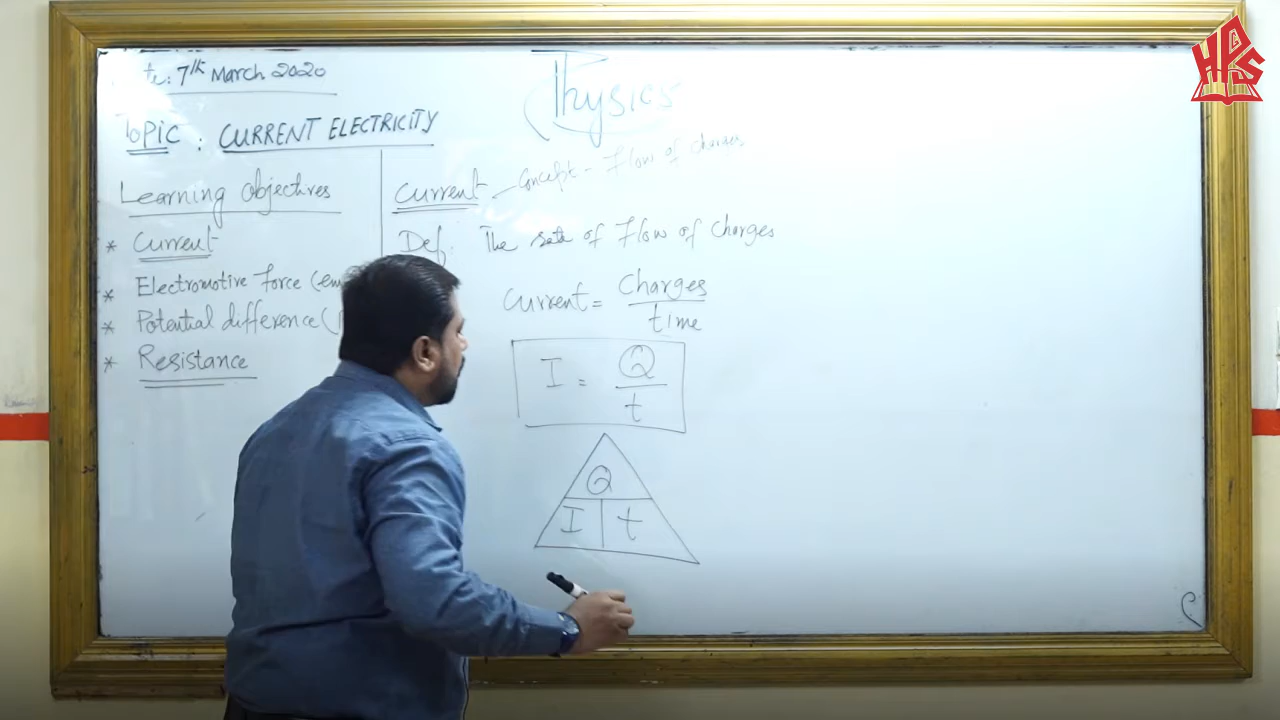 7th March 2020
Physics
Topic : CURRENT ELECTRICITY
Learning objectives
* Current
* Electromotive Force (em
* Potential difference (
* Resistance
Current - Concept - Flow of charges
Def: The rate of Flow of charges
Current = Charges
time
I = Q
t
Q
I t
HPS